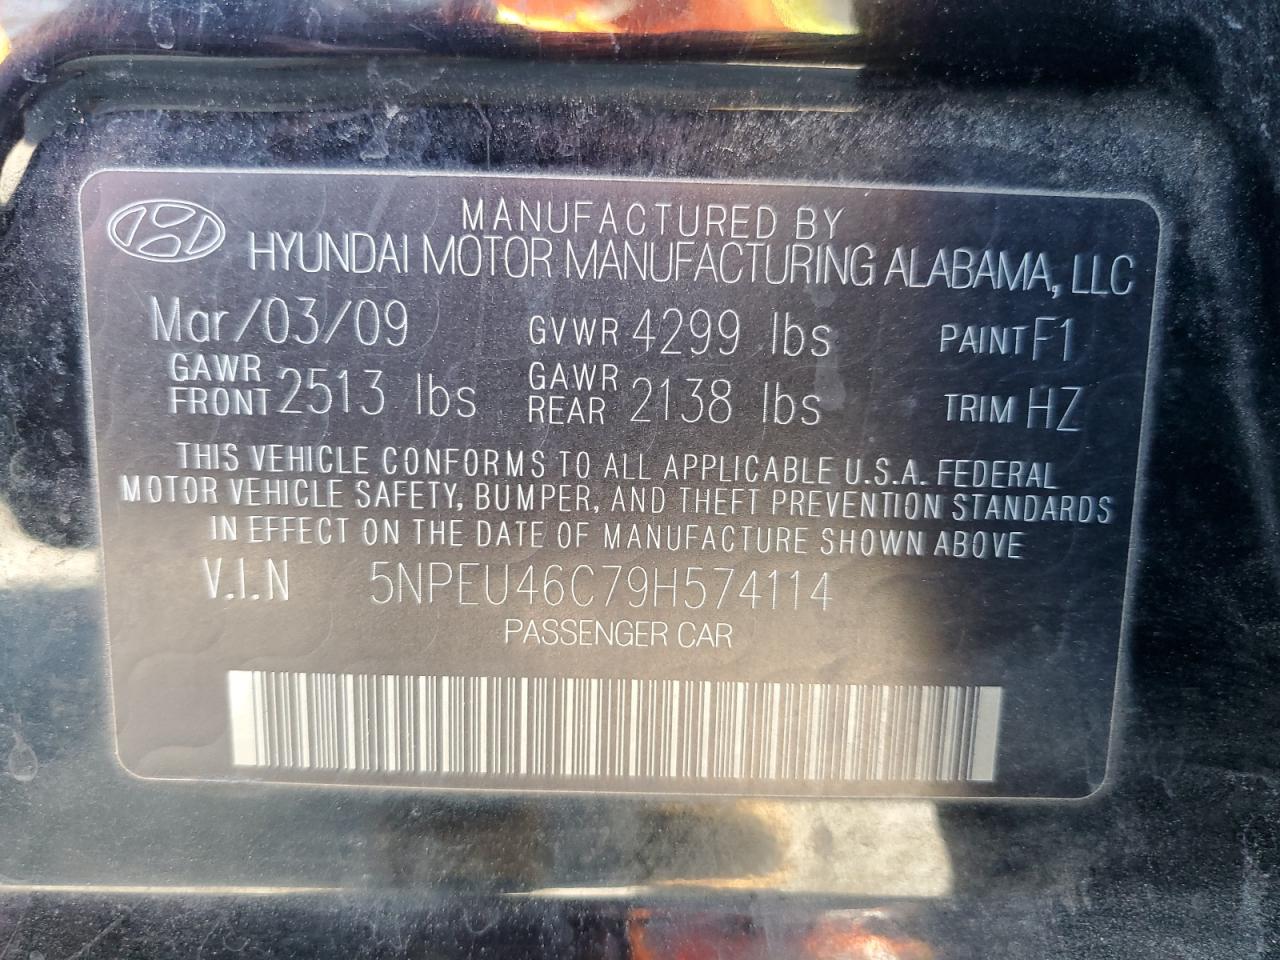 MANUFACTURED BY
HYUNDAI MOTOR MANUFACTURING ALABAMA, LLC
Mar/03/09 GVWR 4299 lbs PAINT F1
GAWR FRONT 2513 lbs GAWR REAR 2138 lbs TRIM HZ
THIS VEHICLE CONFORMS TO ALL APPLICABLE U.S.A. FEDERAL
MOTOR VEHICLE SAFETY, BUMPER, AND THEFT PREVENTION STANDARDS
IN EFFECT ON THE DATE OF MANUFACTURE SHOWN ABOVE
V.I.N 5NPEU46C79H574114
PASSENGER CAR